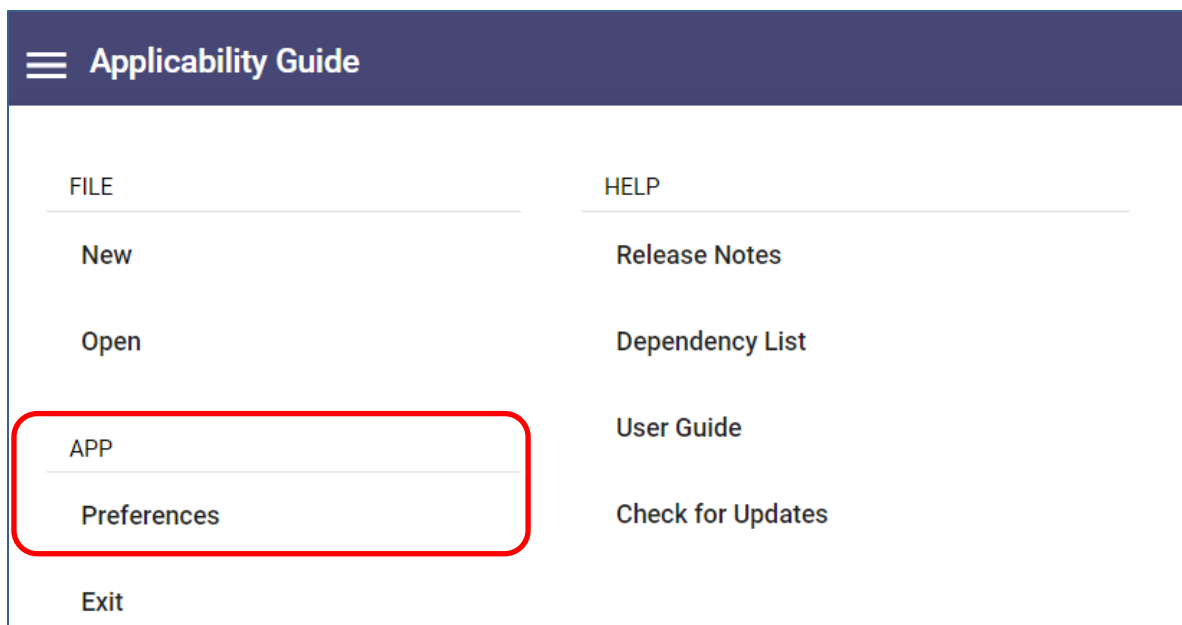 Applicability Guide
FILE
New
Open
APP
Preferences
Exit
HELP
Release Notes
Dependency List
User Guide
Check for Updates